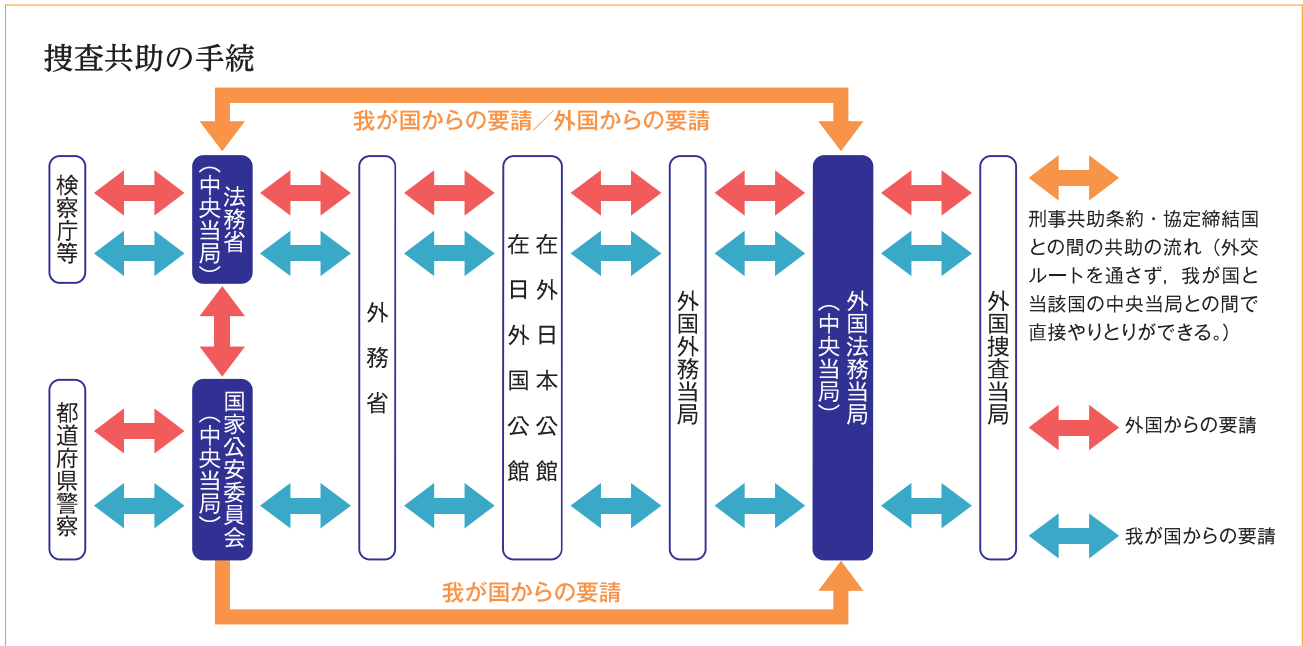 捜査共助の手続
我が国からの要請／外国からの要請
検察庁等
法務省
（中央当局）
都道府県警察
国家公安委員会
（中央当局）
外務省
在外日本公館
在日外国公館
外国外務当局
外国法務当局
（中央当局）
外国捜査当局
我が国からの要請
刑事共助条約・協定締結国
との間の共助の流れ（外交
ルートを通さず，我が国と
当該国の中央当局との間で
直接やりとりができる。）
外国からの要請
我が国からの要請